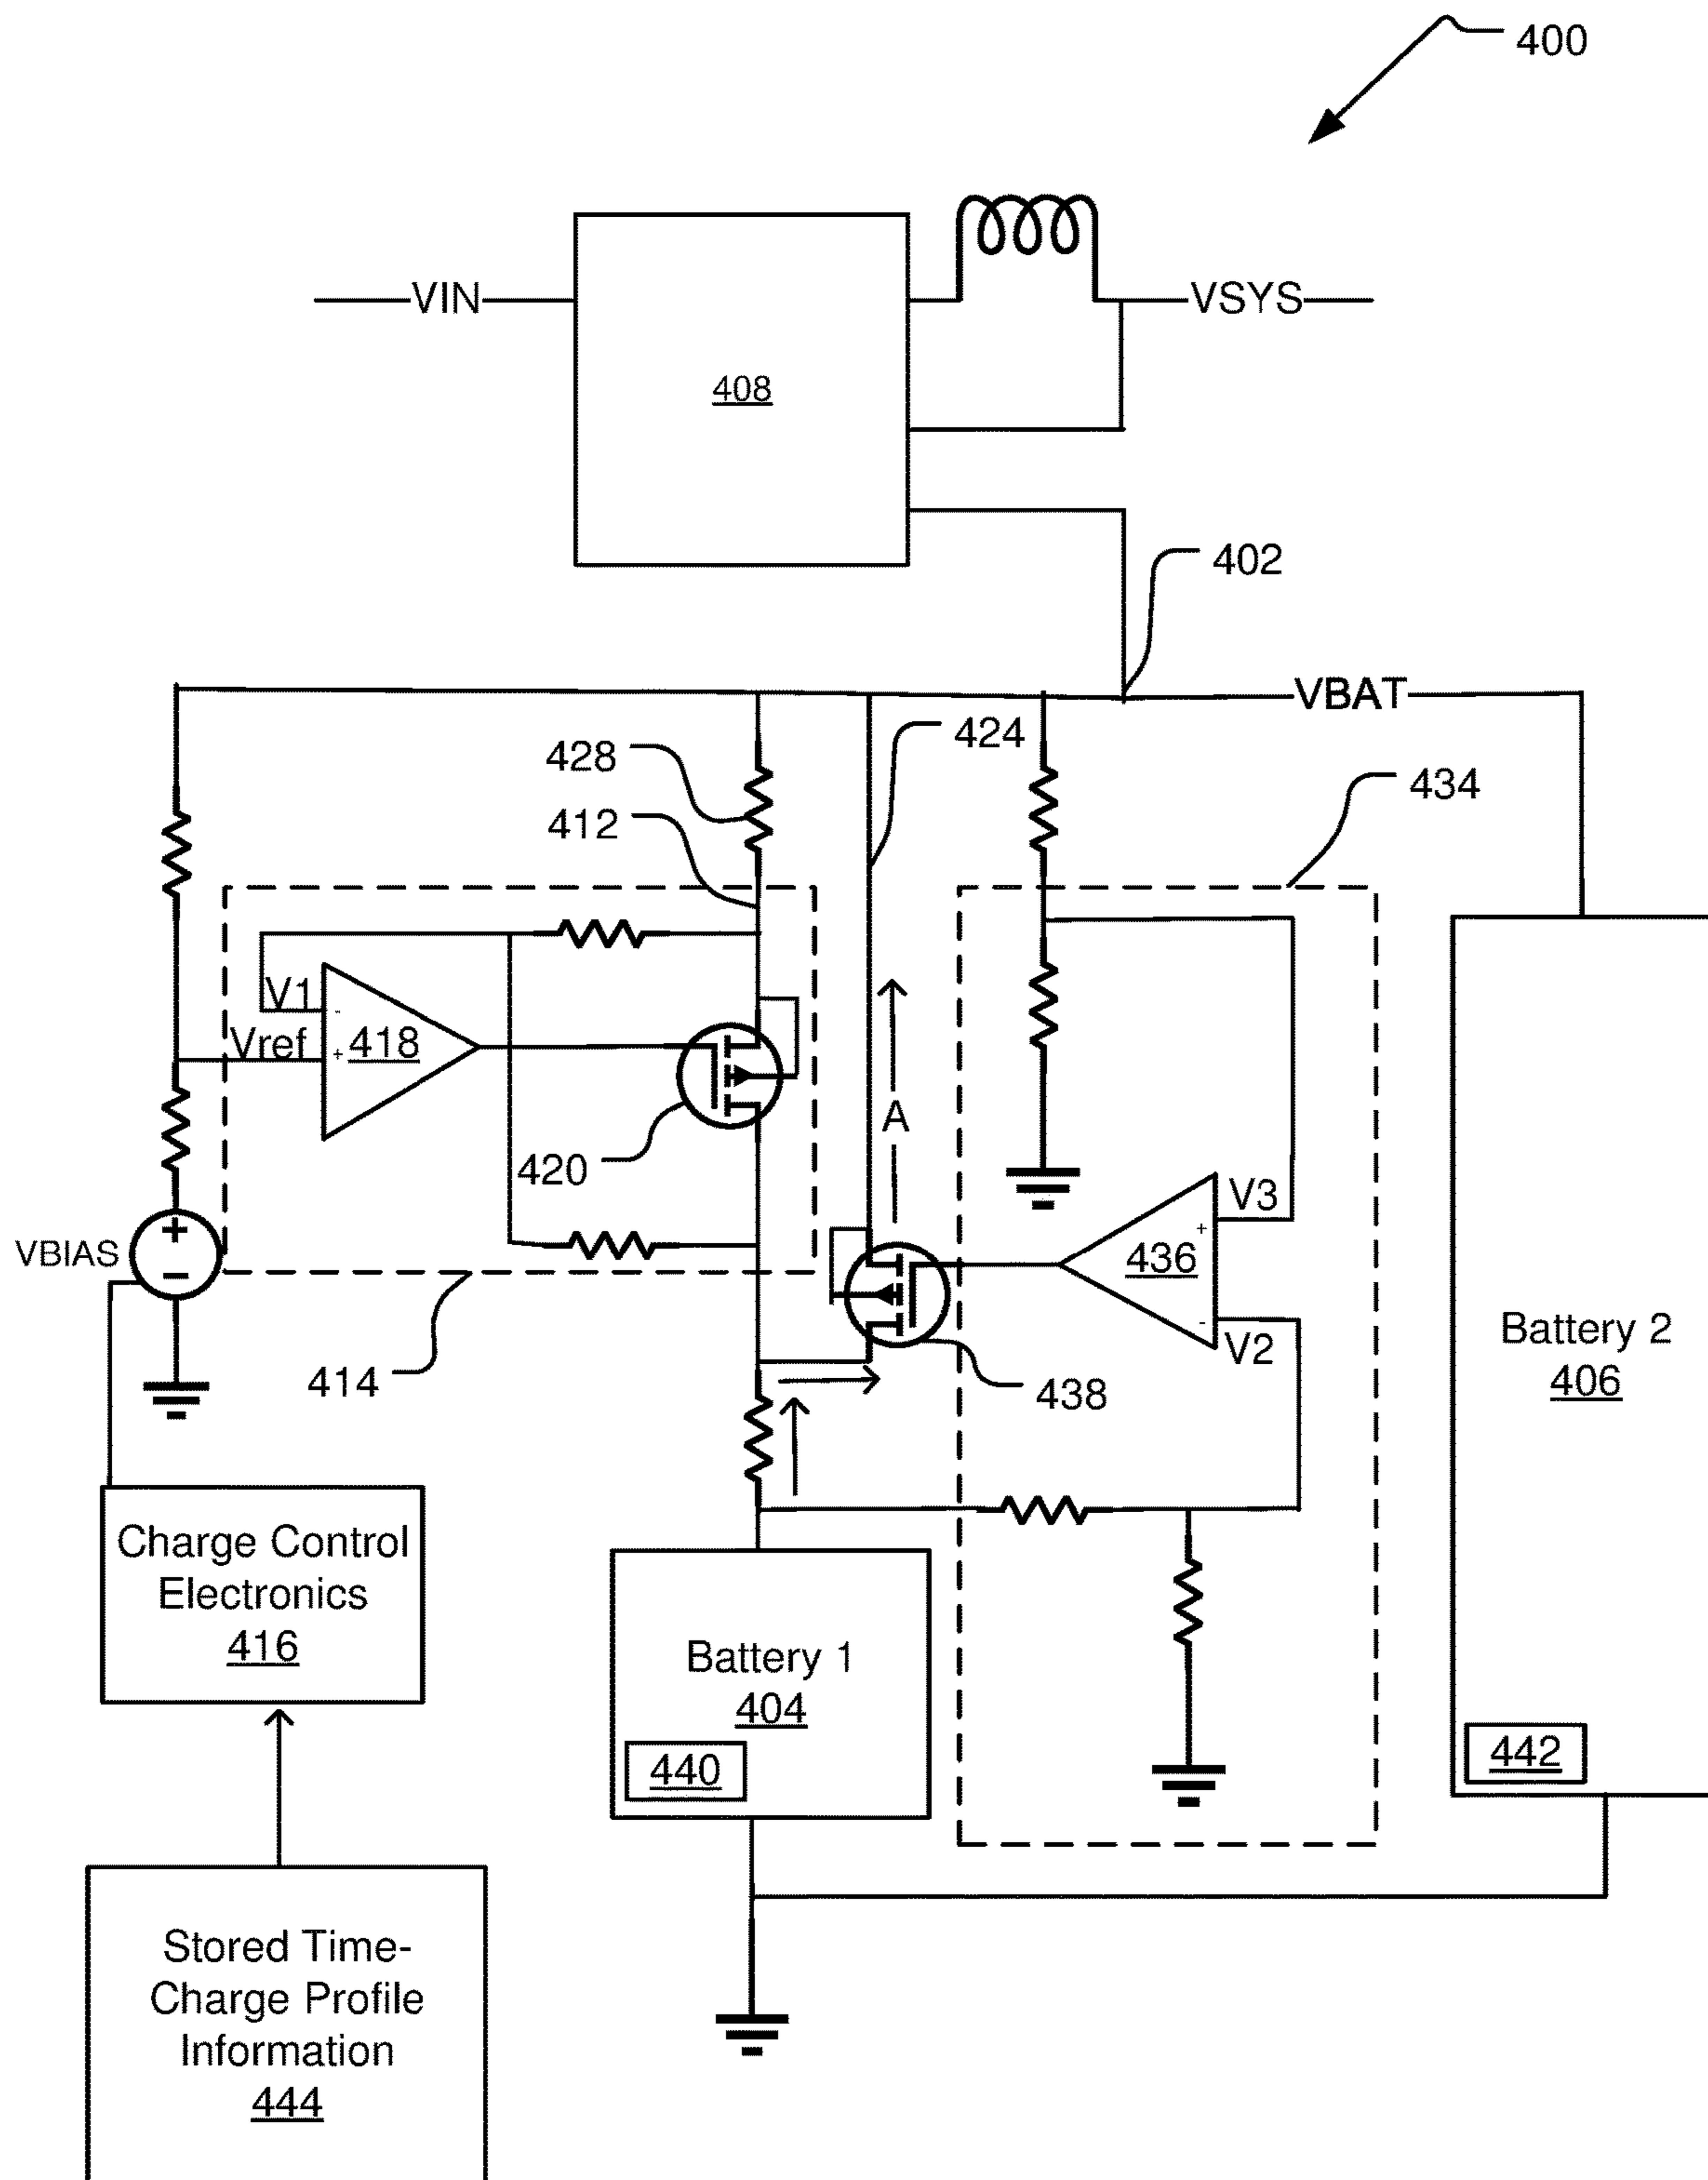 400
VIN
VSYS
408
402
VBAT
428
424
412
434
V1
-
Vref
+
418
A
420
V3
+
436
VBIAS
+
-
-
V2
414
438
Battery 2
406
Charge Control
Electronics
416
Battery 1
404
440
442
Stored Time-
Charge Profile
Information
444